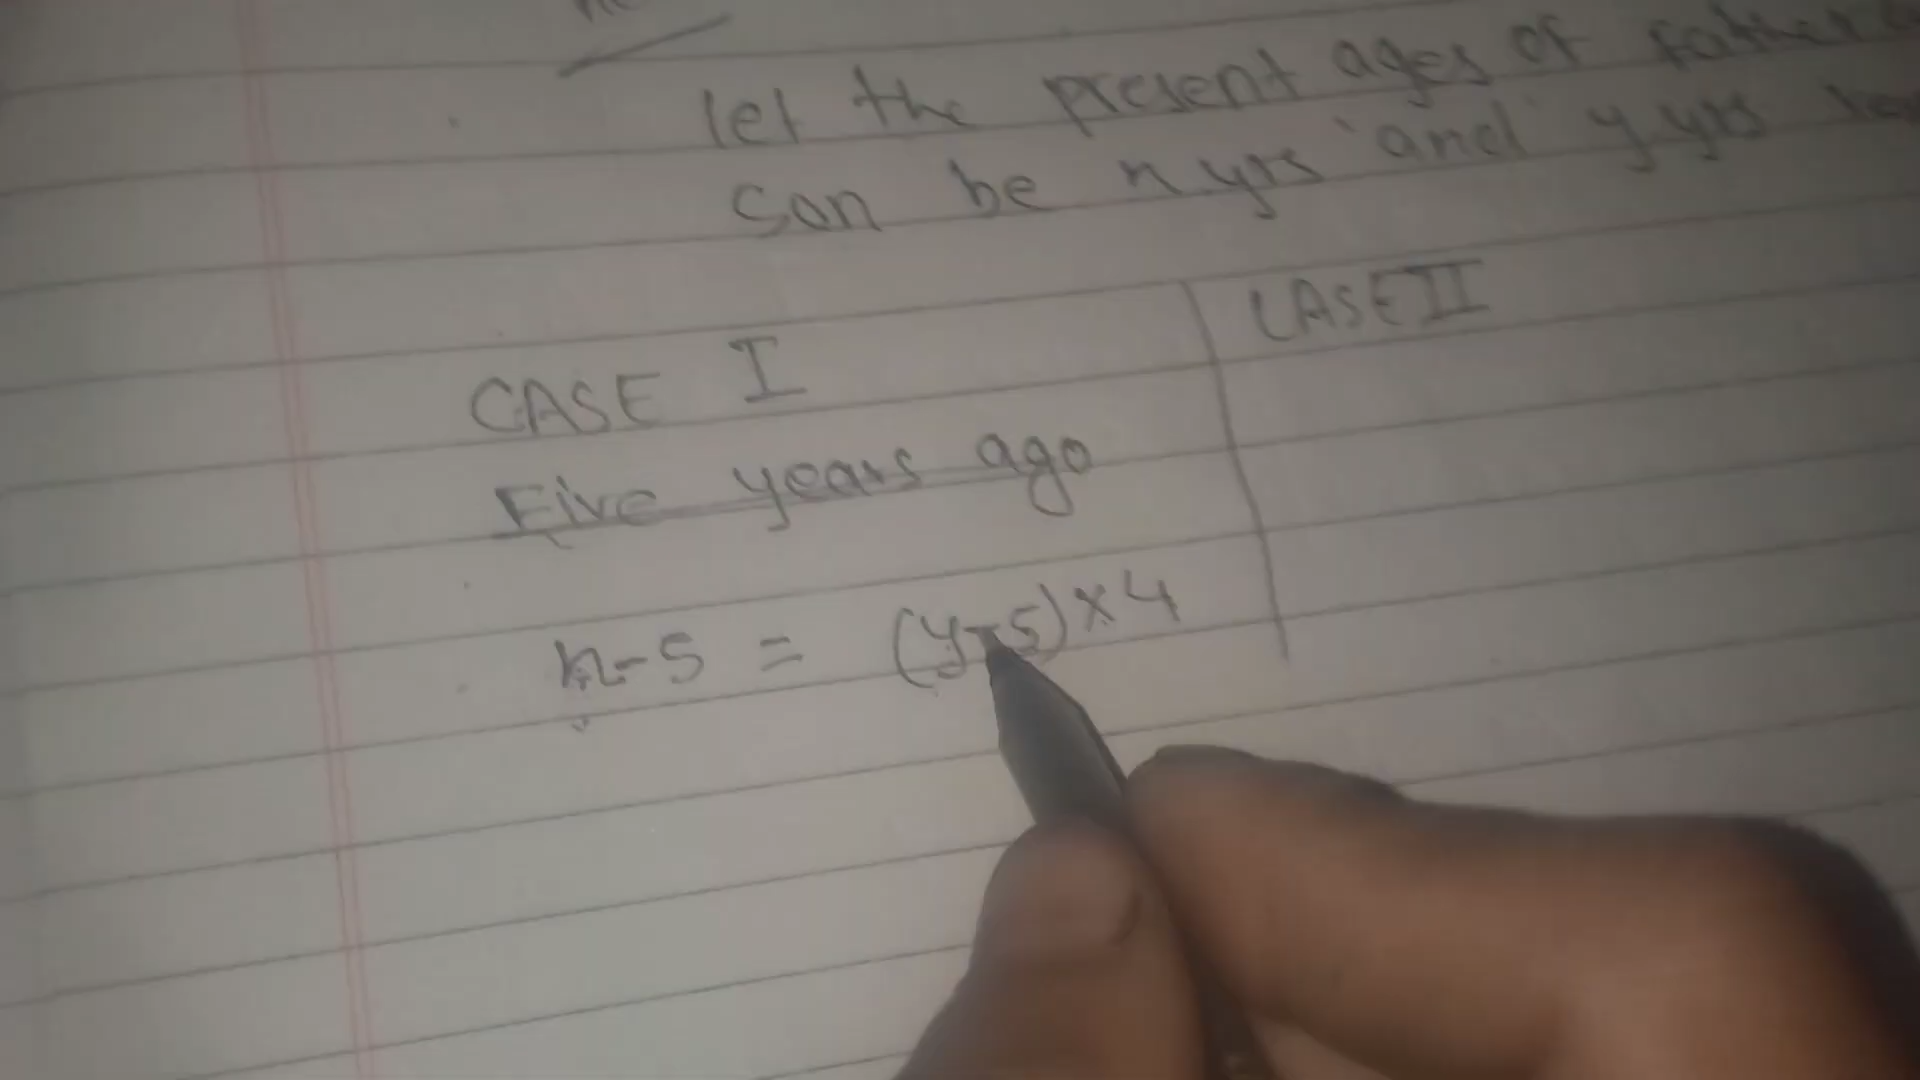 let the present ages of father
son be x yrs and y yrs
CASE I
CASE II
Five years ago
x-5 = (y-5)×4